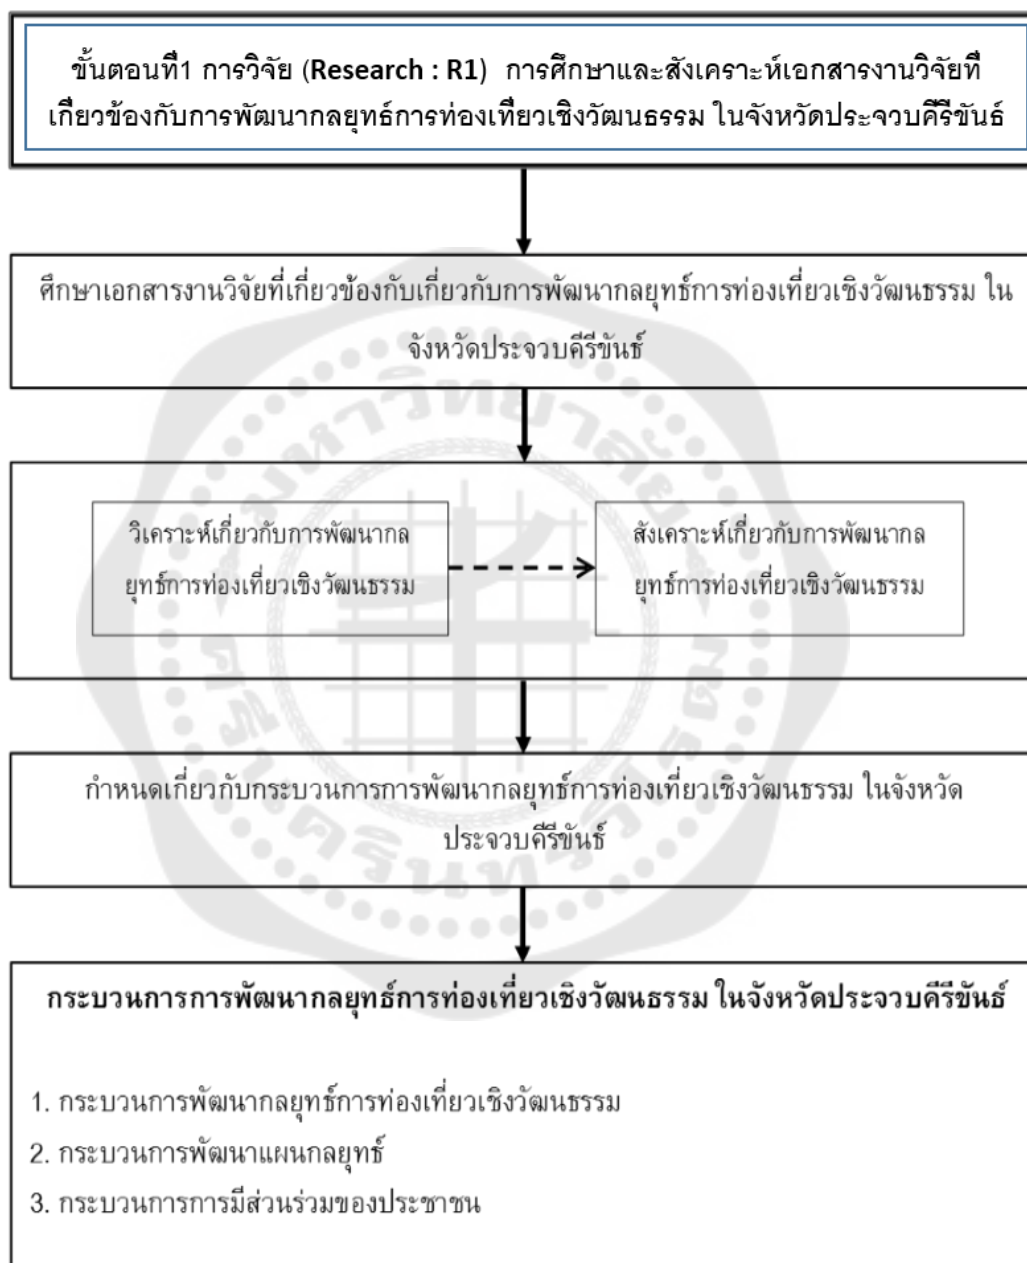 ขั้นตอนที่1 การวิจัย (Research : R1) การศึกษาและสังเคราะห์เอกสารงานวิจัยที่
เกี่ยวข้องกับการพัฒนากลยุทธ์การท่องเที่ยวเชิงวัฒนธรรม ในจังหวัดประจวบคีรีขันธ์
ศึกษาเอกสารงานวิจัยที่เกี่ยวข้องกับเกี่ยวกับการพัฒนากลยุทธ์การท่องเที่ยวเชิงวัฒนธรรม ใน
จังหวัดประจวบคีรีขันธ์
วิเคราะห์เกี่ยวกับการพัฒนากล
ยุทธ์การท่องเที่ยวเชิงวัฒนธรรม
สังเคราะห์เกี่ยวกับการพัฒนากล
ยุทธ์การท่องเที่ยวเชิงวัฒนธรรม
กำหนดเกี่ยวกับกระบวนการการพัฒนากลยุทธ์การท่องเที่ยวเชิงวัฒนธรรม ในจังหวัด
ประจวบคีรีขันธ์
กระบวนการการพัฒนากลยุทธ์การท่องเที่ยวเชิงวัฒนธรรม ในจังหวัดประจวบคีรีขันธ์
1. กระบวนการพัฒนากลยุทธ์การท่องเที่ยวเชิงวัฒนธรรม
2. กระบวนการพัฒนาแผนกลยุทธ์
3. กระบวนการการมีส่วนร่วมของประชาชน
มหาวิทยาลัย
ศรีนครินทรวิโรฒ